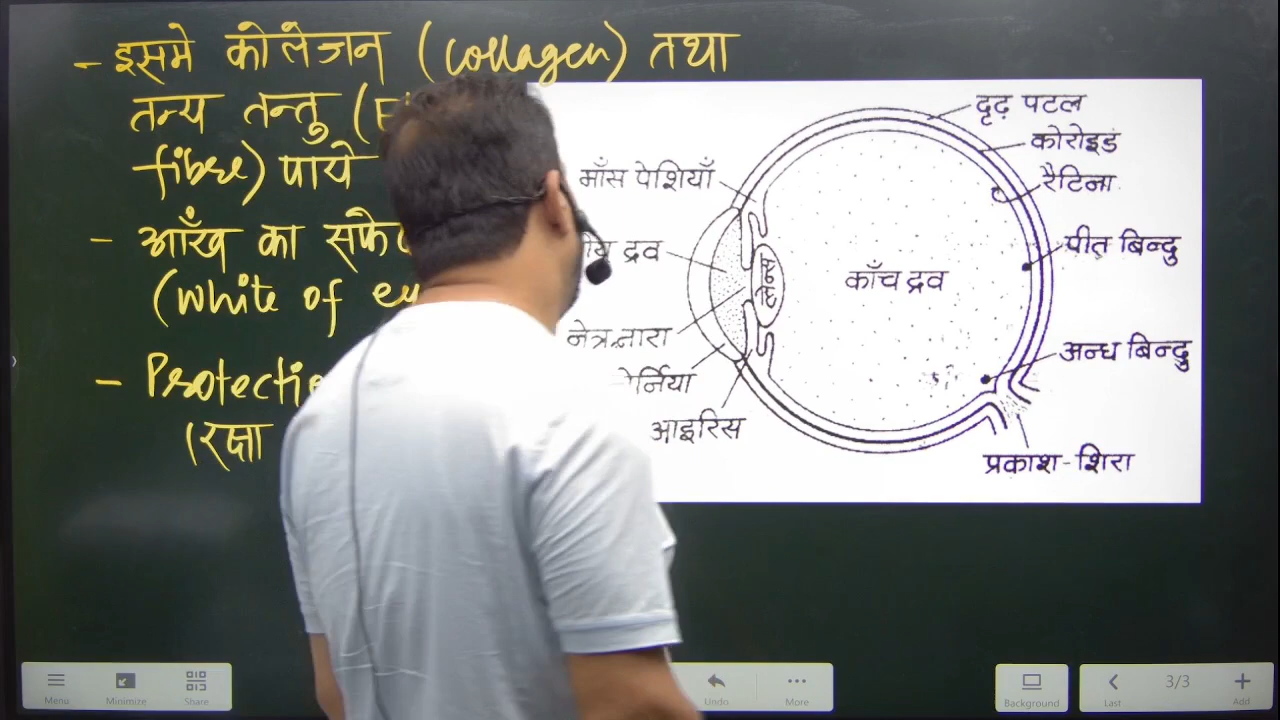 - इसमे कोलेजन (collagen) तथा
तन्य तन्तु (
fibre) पाये
- आँख का सफे
(white of
- Protectio
(रक्षा
दृढ़ पटल
कोरोइड
रैटिना
माँस पेशियाँ
पीत बिन्दु
द्रव
लेन्स
काँच द्रव
नेत्र तारा
अन्ध बिन्दु
आइरिस
प्रकाश-शिरा
Menu
Minimize
Share
Undo
More
Background
Last
3/3
Add